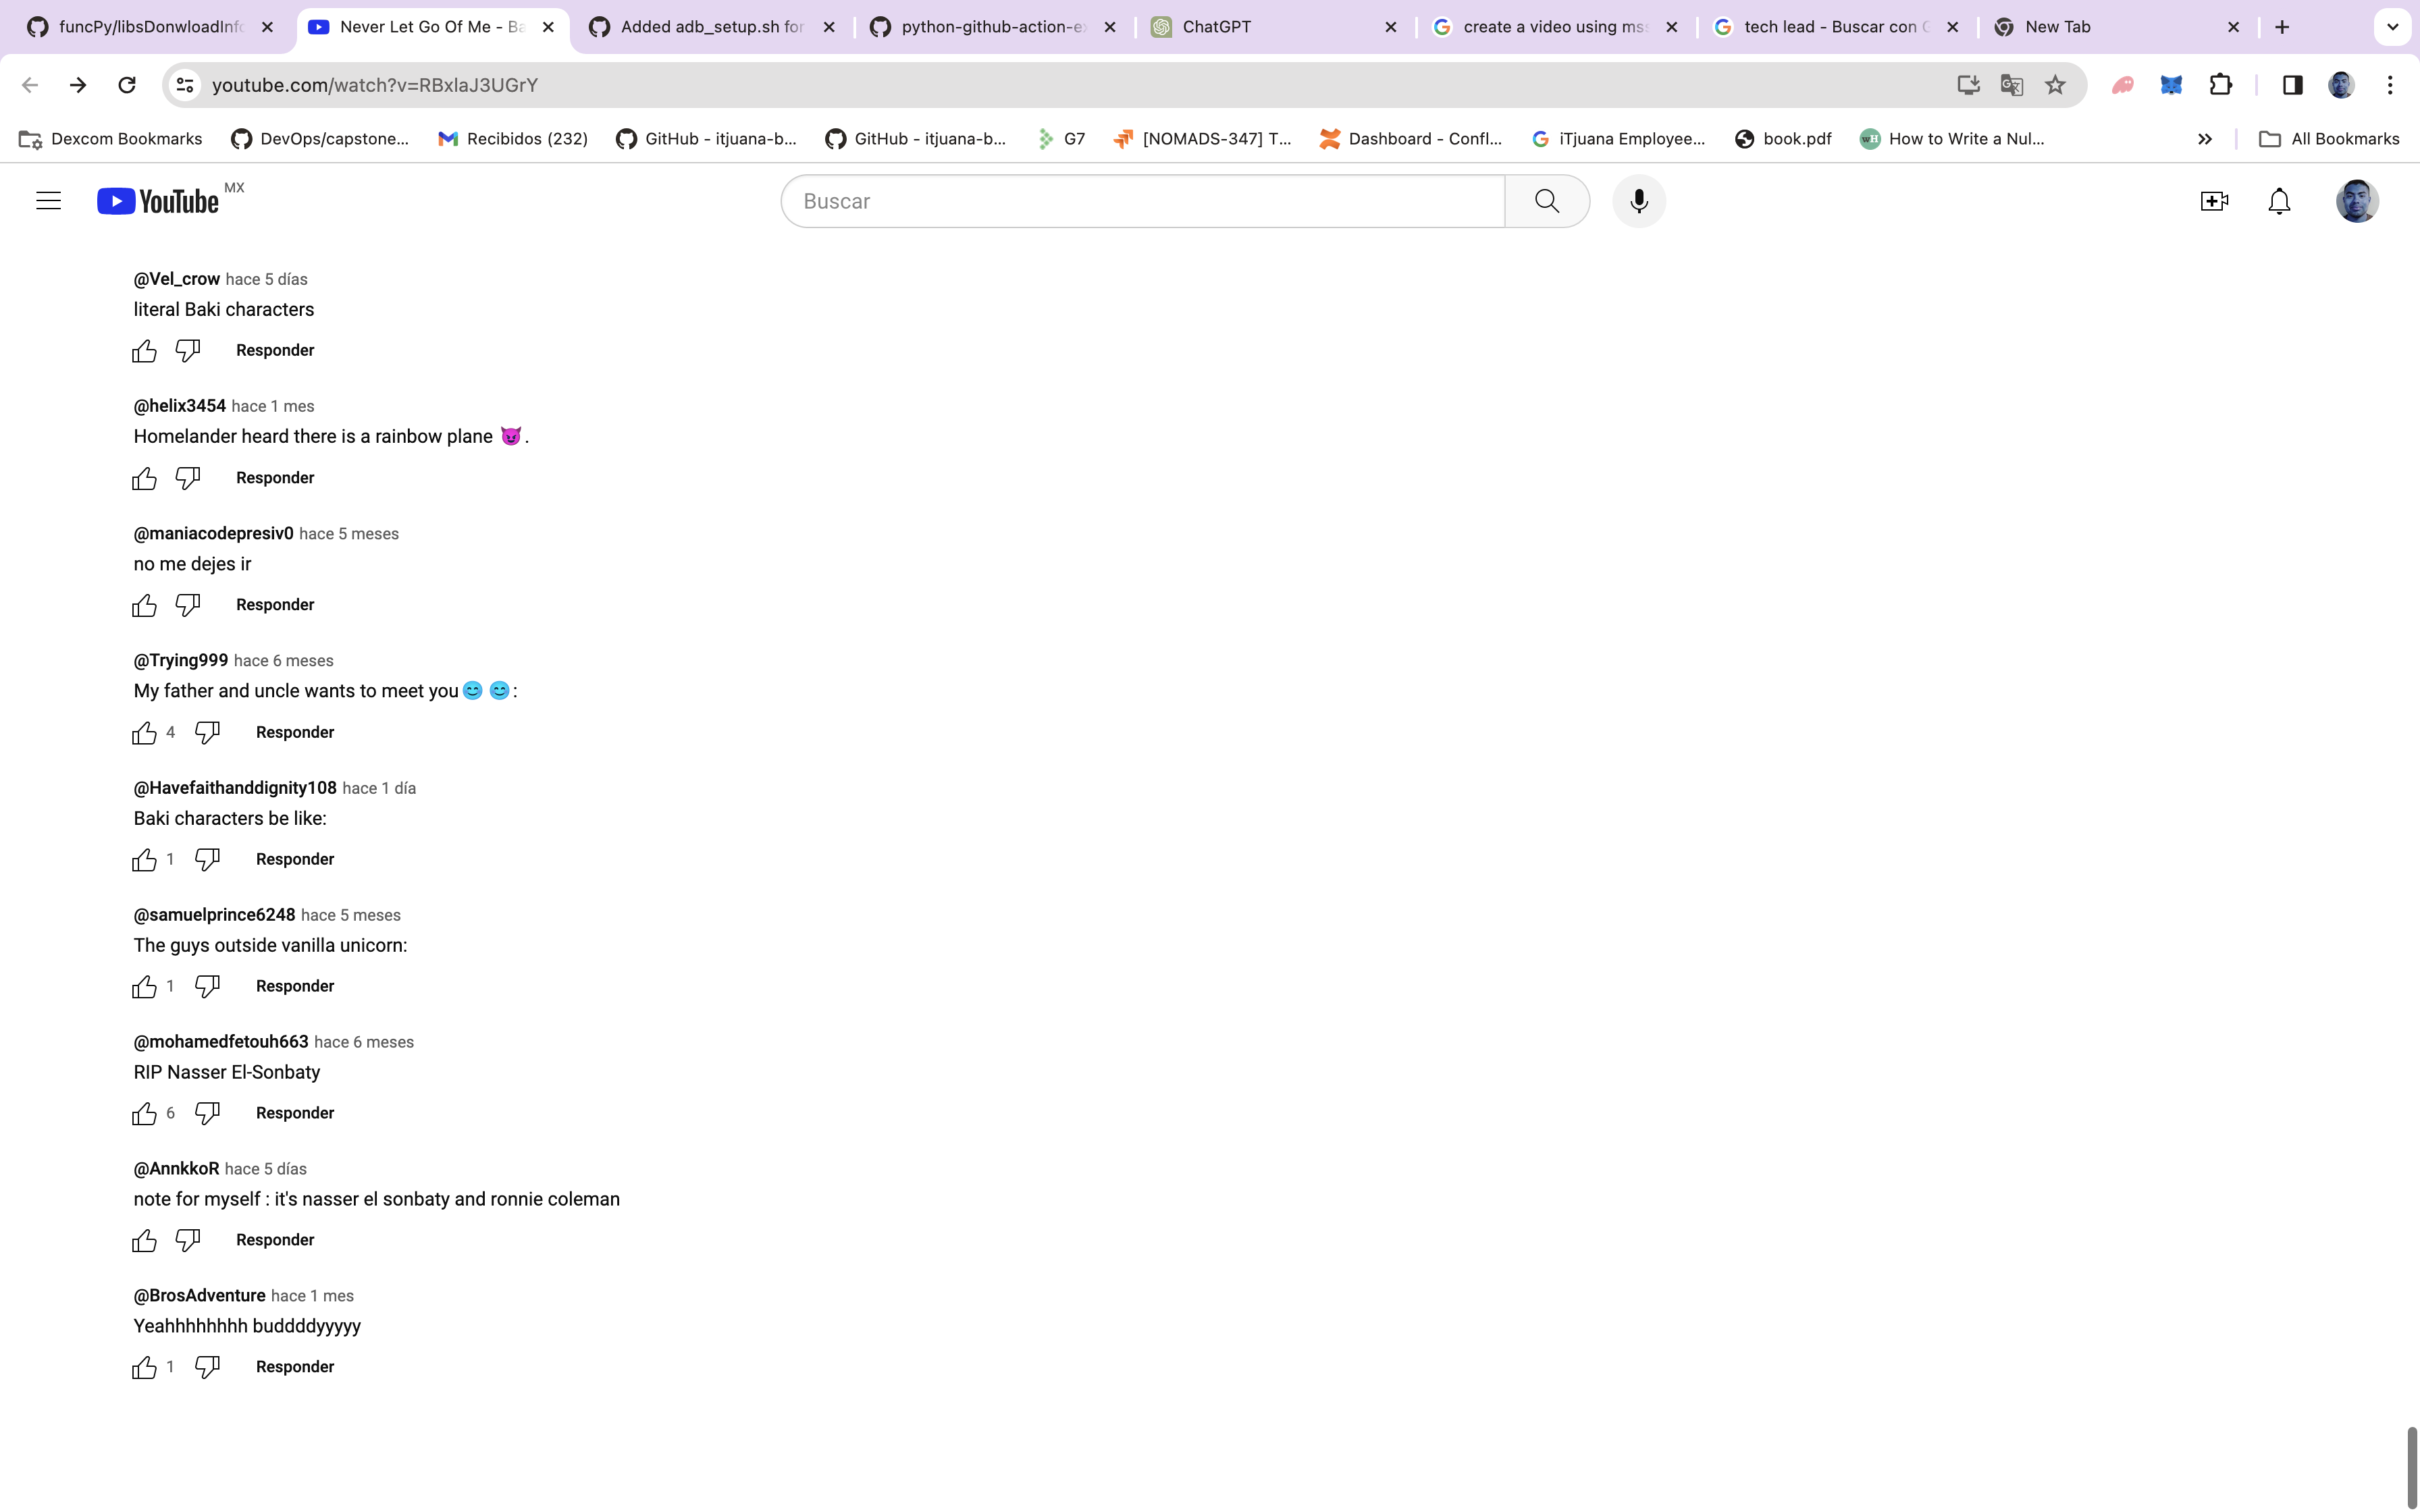 funcPy/libsDonwloadInfo
Never Let Go Of Me - Ba
Added adb_setup.sh for
python-github-action-ex
ChatGPT
create a video using mss
tech lead - Buscar con G
New Tab
youtube.com/watch?v=RBxlaJ3UGrY
Dexcom Bookmarks
DevOps/capstone...
Recibidos (232)
GitHub - itjuana-b...
GitHub - itjuana-b...
G7
[NOMADS-347] T...
Dashboard - Confl...
iTjuana Employee...
book.pdf
How to Write a Nul...
All Bookmarks
YouTube MX
Buscar
@Vel_crow hace 5 días
literal Baki characters
Responder
@helix3454 hace 1 mes
Homelander heard there is a rainbow plane 😈.
Responder
@maniacodepresiv0 hace 5 meses
no me dejes ir
Responder
@Trying999 hace 6 meses
My father and uncle wants to meet you😊 😊:
4 Responder
@Havefaithanddignity108 hace 1 día
Baki characters be like:
1 Responder
@samuelprince6248 hace 5 meses
The guys outside vanilla unicorn:
1 Responder
@mohamedfetouh663 hace 6 meses
RIP Nasser El-Sonbaty
6 Responder
@AnnkkoR hace 5 días
note for myself : it's nasser el sonbaty and ronnie coleman
Responder
@BrosAdventure hace 1 mes
Yeahhhhhhhh buddddyyyyy
1 Responder